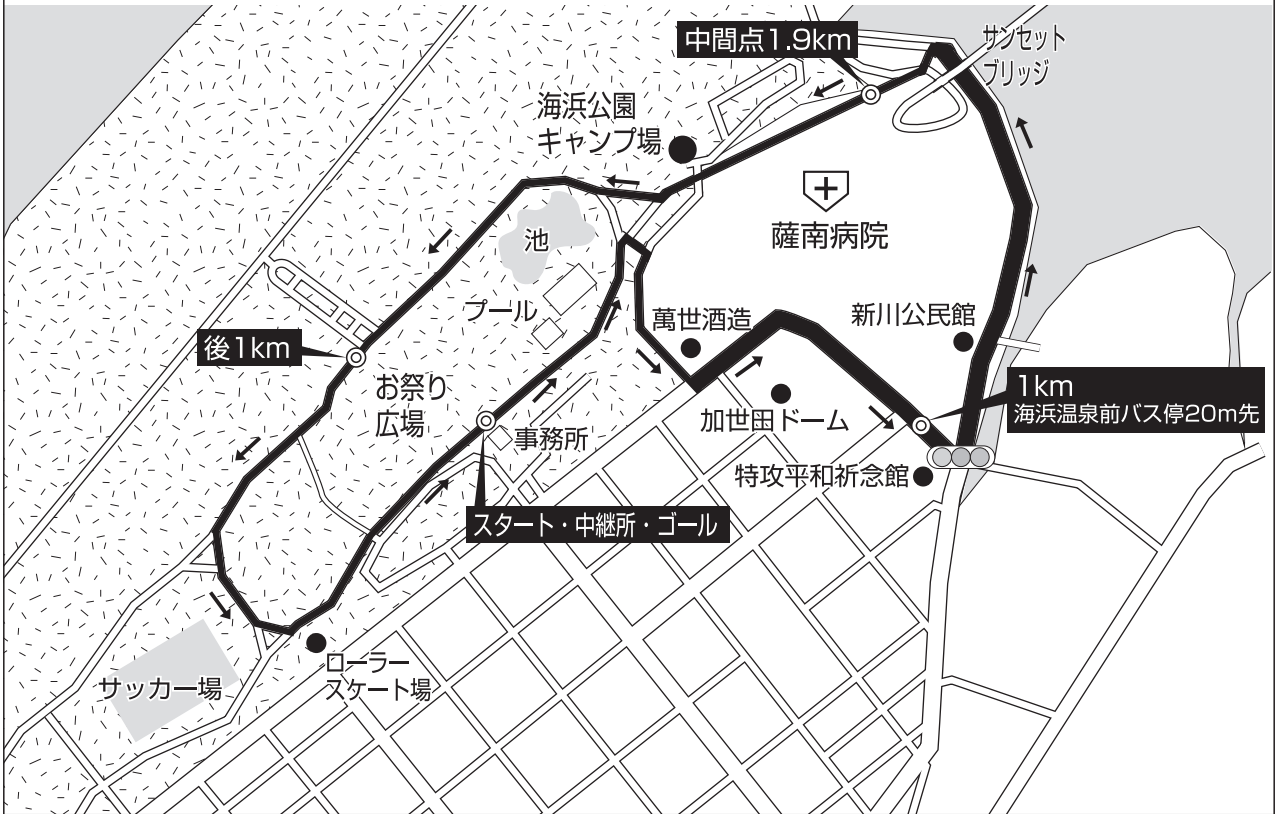 中間点1.9km
サンセット
ブリッジ
海浜公園
キャンプ場
薩南病院
池
プール
萬世酒造
新川公民館
後1km
お祭り
広場
1km
海浜温泉前バス停20m先
加世田ドーム
事務所
特攻平和祈念館
スタート・中継所・ゴール
ローラー
スケート場
サッカー場